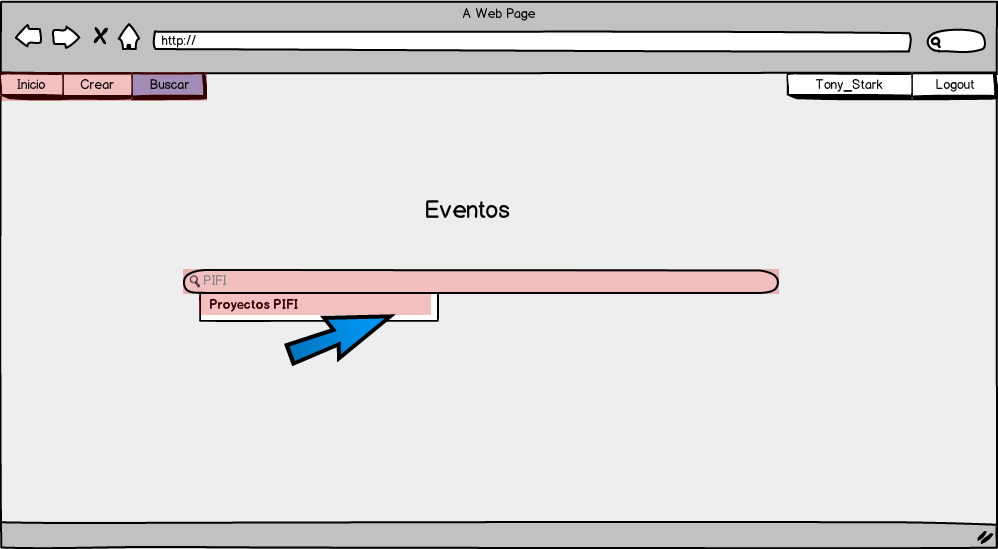 A Web Page
http://
Inicio Crear Buscar Tony_Stark Logout
Eventos
PIFI
Proyectos PIFI